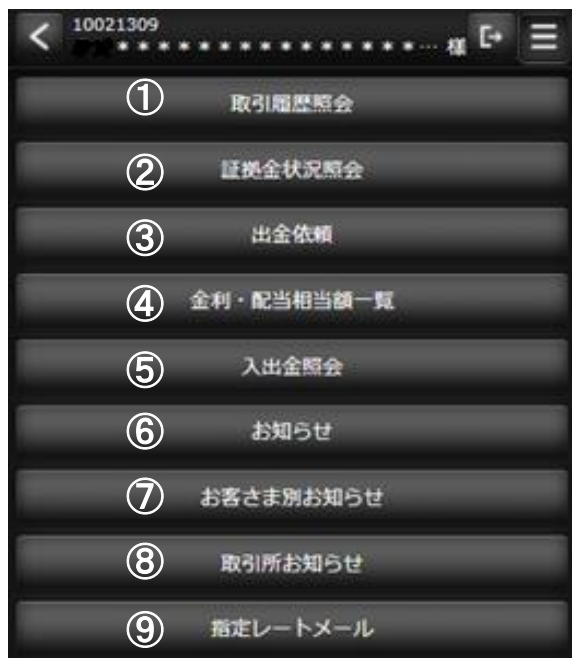 10021309
***************… 様
① 取引履歴照会
② 証拠金状況照会
③ 出金依頼
④ 金利・配当相当額一覧
⑤ 入出金照会
⑥ お知らせ
⑦ お客さま別お知らせ
⑧ 取引所お知らせ
⑨ 指定レートメール